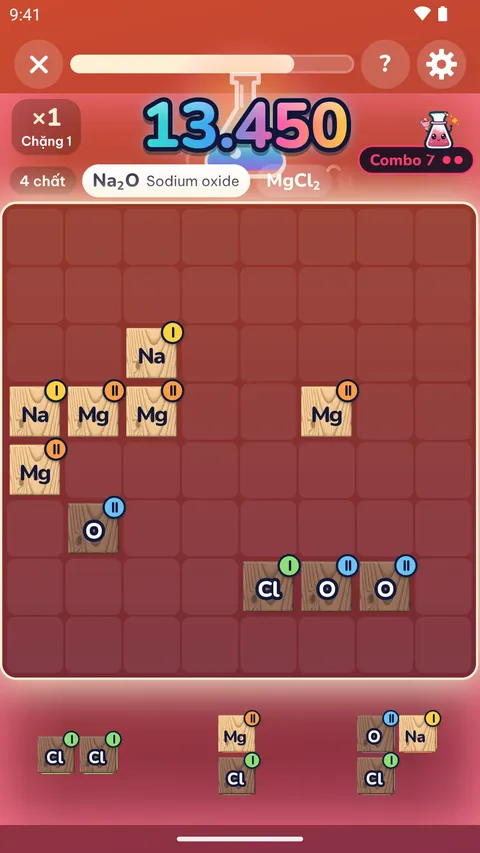 9:41
?
×1
Chặng 1
13.450
Combo 7
4 chất
Na₂O Sodium oxide
MgCl₂
Na I
Na I Mg II Mg II Mg II
Mg II
O II
Cl I O II O II
Cl I Cl I
Mg II
Cl I
O II Na I
Cl I